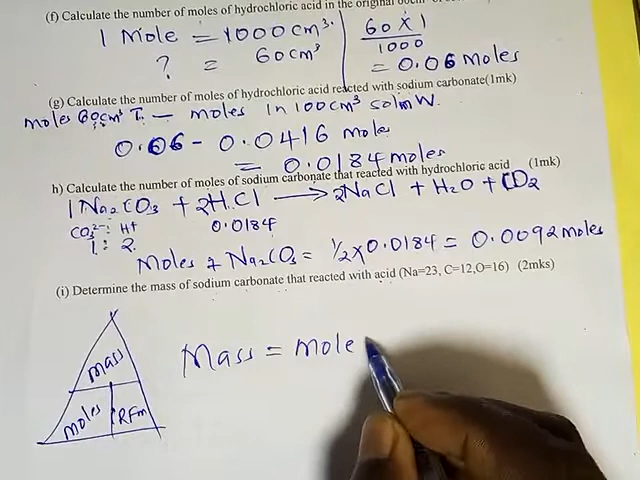 (f) Calculate the number of moles of hydrochloric acid in the original
1 Mole = 1000cm³.
? = 60cm³
60 X 1
1000
= 0.06 moles
(g) Calculate the number of moles of hydrochloric acid reacted with sodium carbonate(1mk)
moles 60cm³ T. — moles in 100cm³ solm W.
0.06 - 0.0416 mole
= 0.0184 moles
h) Calculate the number of moles of sodium carbonate that reacted with hydrochloric acid (1mk)
1Na₂CO₃ + 2HCl → 2NaCl + H₂O + CO₂
CO₃²⁻ : H⁺ 0.0184
1 : 2
Moles of Na₂CO₃ = 1/2 x 0.0184 = 0.0092 moles
(i) Determine the mass of sodium carbonate that reacted with acid (Na=23, C=12,O=16) (2mks)
Mass
moles RFm
Mass = mole